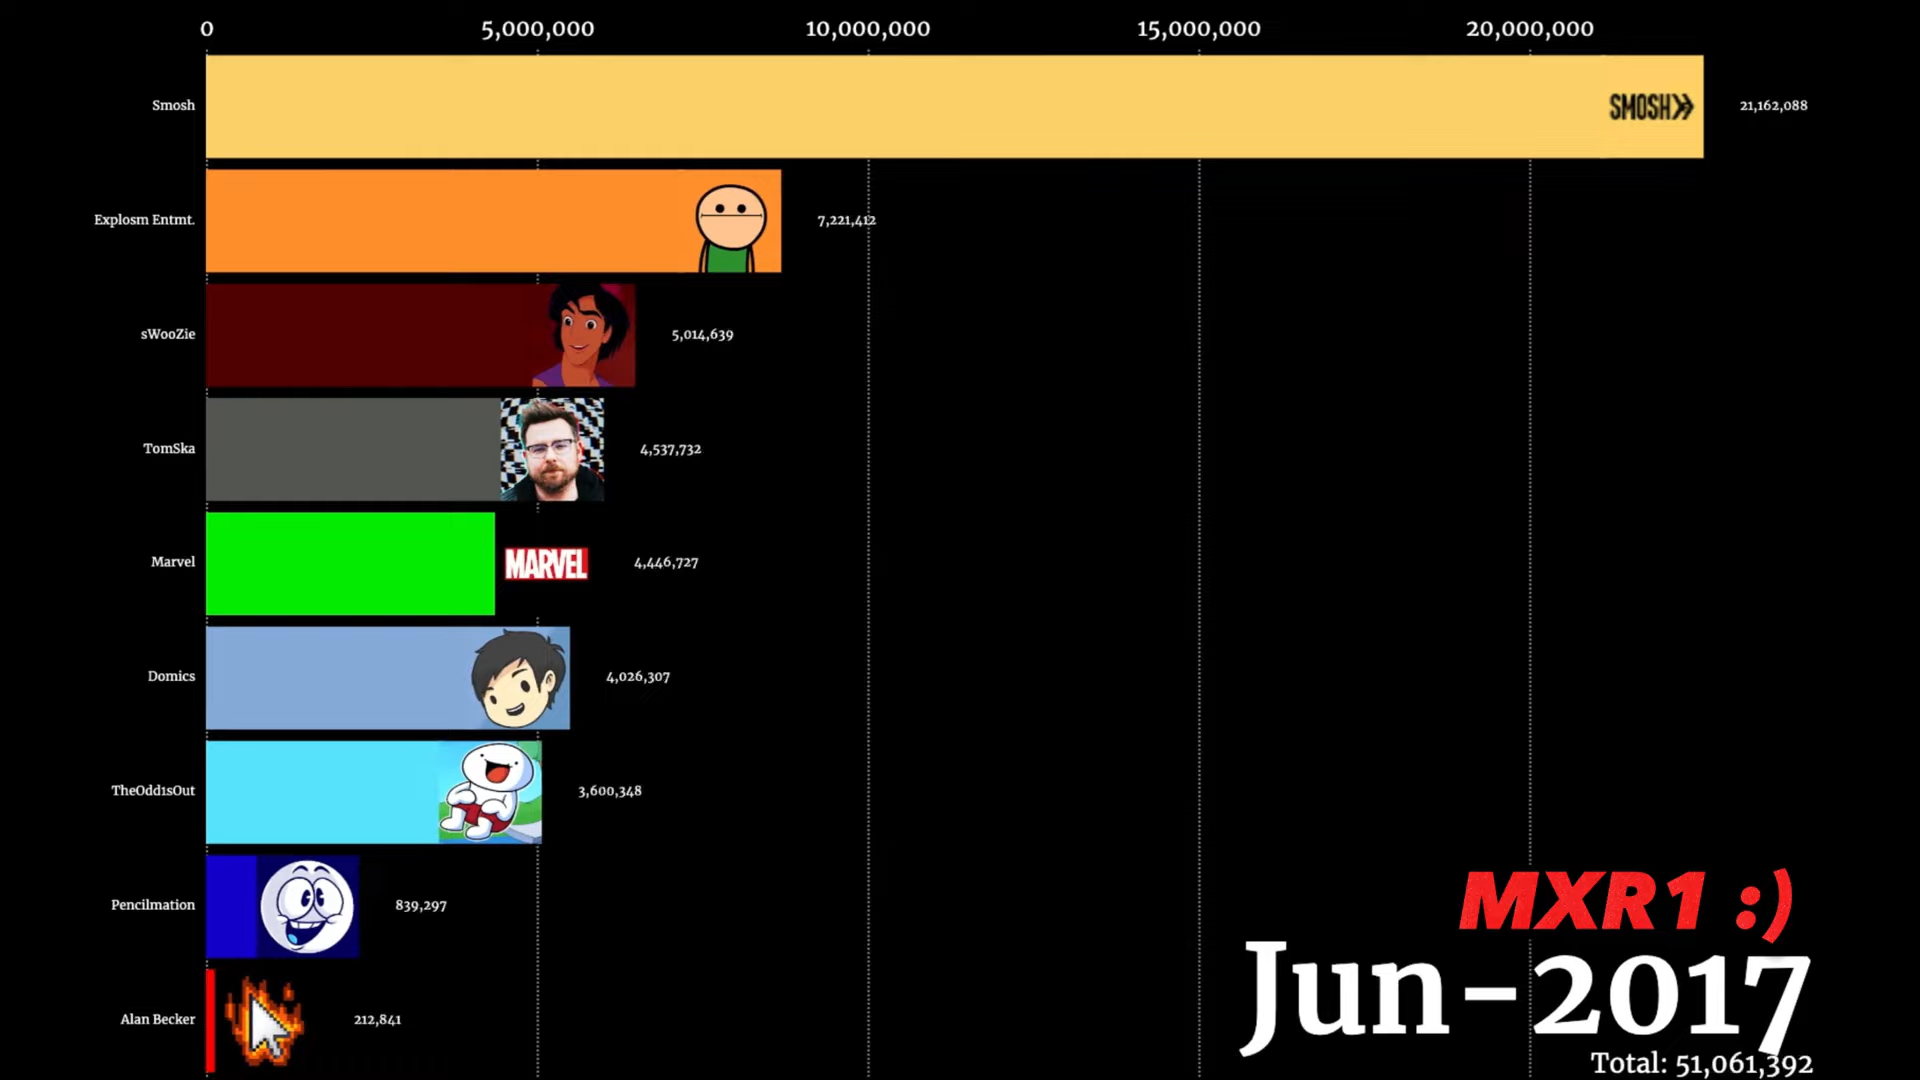 0 5,000,000 10,000,000 15,000,000 20,000,000
Smosh SMOSH 21,162,088
Explosm Entmt. 7,221,412
sWooZie 5,014,639
TomSka 4,537,732
Marvel MARVEL 4,446,727
Domics 4,026,307
TheOdd1sOut 3,600,348
Pencilmation 839,297
Alan Becker 212,841
MXR1 :)
Jun-2017
Total: 51,061,392